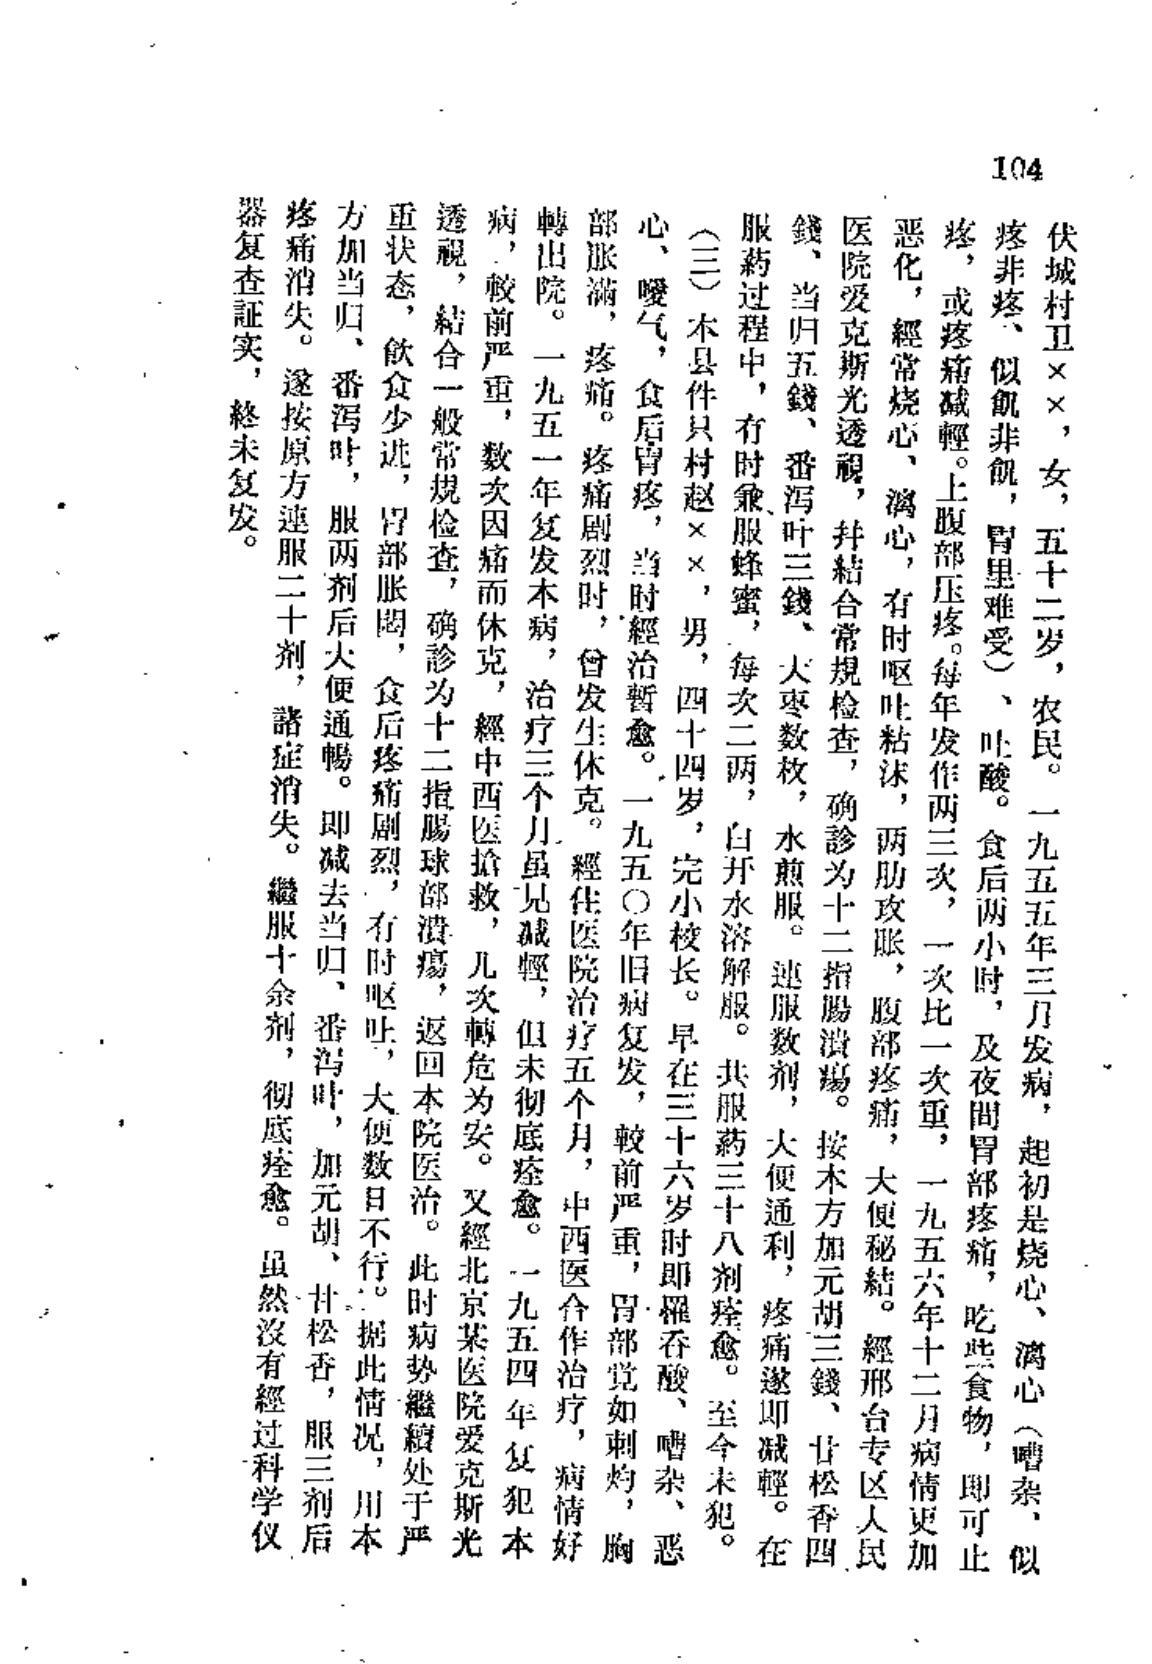 104
伏城村卫××，女，五十二岁，农民。一九五五年三月发病，起初是烧心、漓心（嘈杂、似
疼非疼、似飢非飢，胃里难受）、吐酸。食后两小时，及夜間胃部疼痛，吃些食物，即可止
疼，或疼痛减輕。上腹部压疼。每年发作两三次，一次比一次重，一九五六年十二月病情更加
恶化，經常烧心、漓心，有时呕吐粘沫，两肋攻胀，腹部疼痛，大便秘結。經邢台专区人民
医院爱克斯光透視，幷結合常規检查，确診为十二指腸潰瘍。按本方加元胡三錢、甘松香四
錢、当归五錢、番泻叶三錢、大枣数枚，水煎服。連服数剂，大便通利，疼痛遂即减輕。在
服葯过程中，有时兼服蜂蜜，每次二两，白开水溶解服。共服葯三十八剂痊愈。至今未犯。
（三）本县件只村赵××，男，四十四岁，完小校长。早在三十六岁时即罹吞酸、嘈杂、恶
心、噯气，食后胃疼，当时經治暫愈。一九五〇年旧病复发，較前严重，胃部觉如刺灼，胸
部胀滿，疼痛。疼痛剧烈时，曾发生休克。經住医院治疗五个月，中西医合作治疗，病情好
轉出院。一九五一年复发本病，治疗三个月虽见减輕，但未彻底痊愈。一九五四年复犯本
病，較前严重，数次因痛而休克，經中西医搶救，几次轉危为安。又經北京某医院爱克斯光
透視，結合一般常規检查，确診为十二指腸球部潰瘍，返回本院医治。此时病势繼續处于严
重状态，飲食少进，胃部胀悶，食后疼痛剧烈，有时呕吐，大便数日不行。据此情况，用本
方加当归、番泻叶，服两剂后大便通暢。即减去当归、番泻叶，加元胡、甘松香，服三剂后
疼痛消失。遂按原方連服二十剂，諸症消失。繼服十余剂，彻底痊愈。虽然沒有經过科学仪
器复查証实，終未复发。